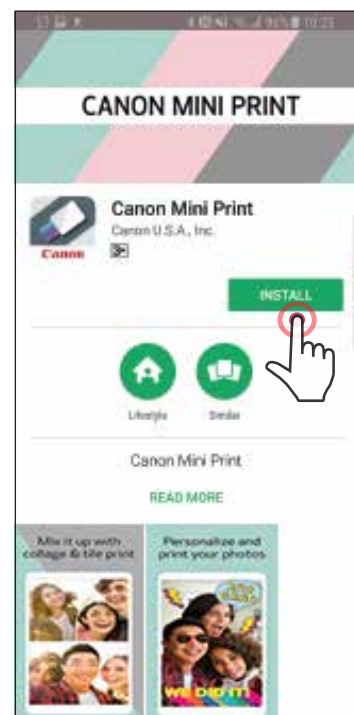 CANON MINI PRINT
Canon Mini Print
Canon U.S.A., Inc.
3+
Canon
INSTALL
Lifestyle
Similar
Canon Mini Print
READ MORE
Mix it up with
collage & tile print
Personalize and
print your photos
WE DID IT!